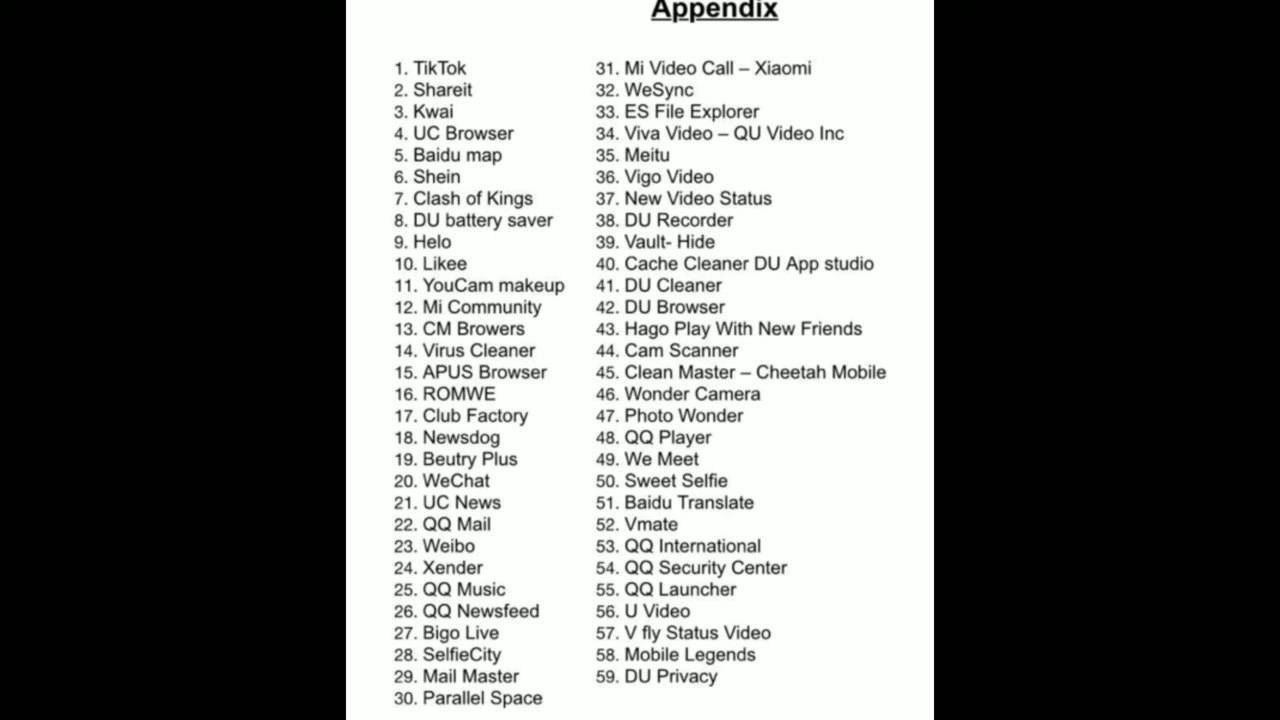 Appendix
1. TikTok
2. Shareit
3. Kwai
4. UC Browser
5. Baidu map
6. Shein
7. Clash of Kings
8. DU battery saver
9. Helo
10. Likee
11. YouCam makeup
12. Mi Community
13. CM Browers
14. Virus Cleaner
15. APUS Browser
16. ROMWE
17. Club Factory
18. Newsdog
19. Beutry Plus
20. WeChat
21. UC News
22. QQ Mail
23. Weibo
24. Xender
25. QQ Music
26. QQ Newsfeed
27. Bigo Live
28. SelfieCity
29. Mail Master
30. Parallel Space
31. Mi Video Call – Xiaomi
32. WeSync
33. ES File Explorer
34. Viva Video – QU Video Inc
35. Meitu
36. Vigo Video
37. New Video Status
38. DU Recorder
39. Vault- Hide
40. Cache Cleaner DU App studio
41. DU Cleaner
42. DU Browser
43. Hago Play With New Friends
44. Cam Scanner
45. Clean Master – Cheetah Mobile
46. Wonder Camera
47. Photo Wonder
48. QQ Player
49. We Meet
50. Sweet Selfie
51. Baidu Translate
52. Vmate
53. QQ International
54. QQ Security Center
55. QQ Launcher
56. U Video
57. V fly Status Video
58. Mobile Legends
59. DU Privacy